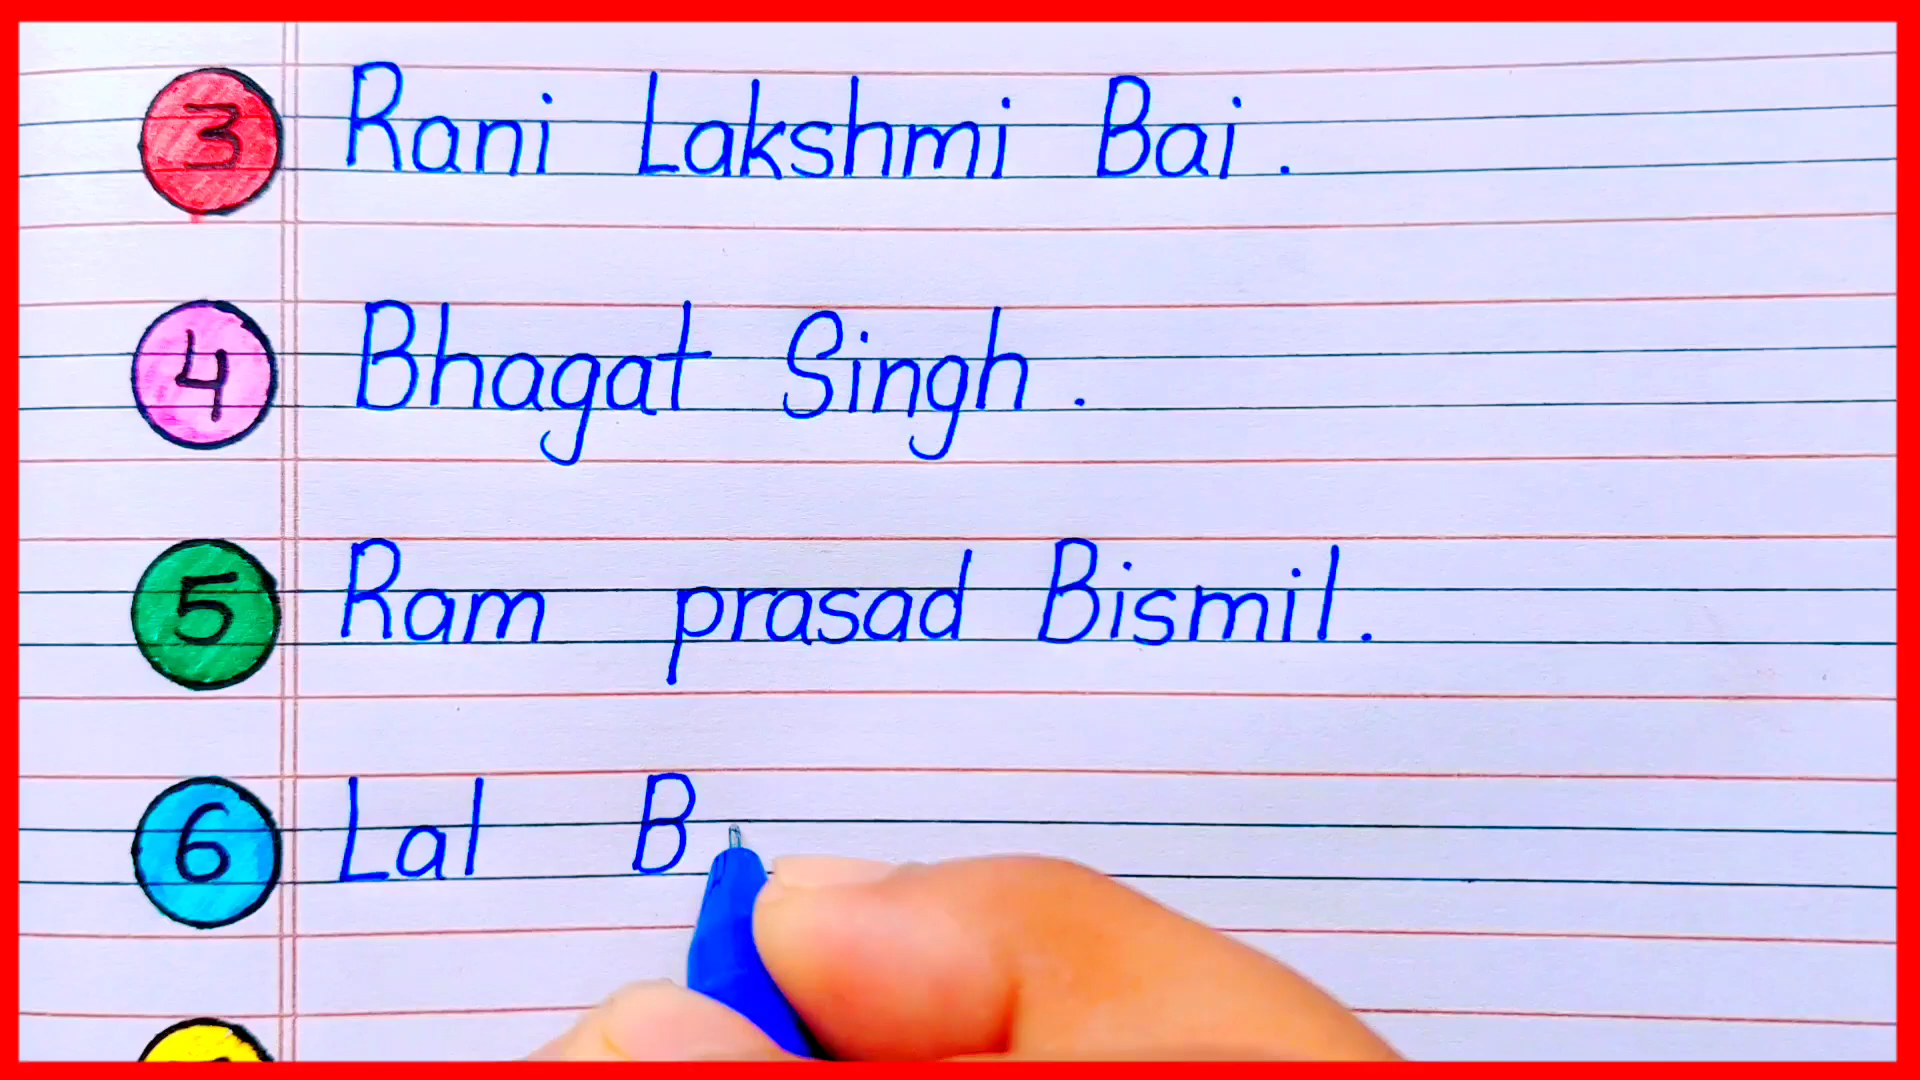 3 Rani Lakshmi Bai.
4 Bhagat Singh.
5 Ram prasad Bismil.
6 Lal B